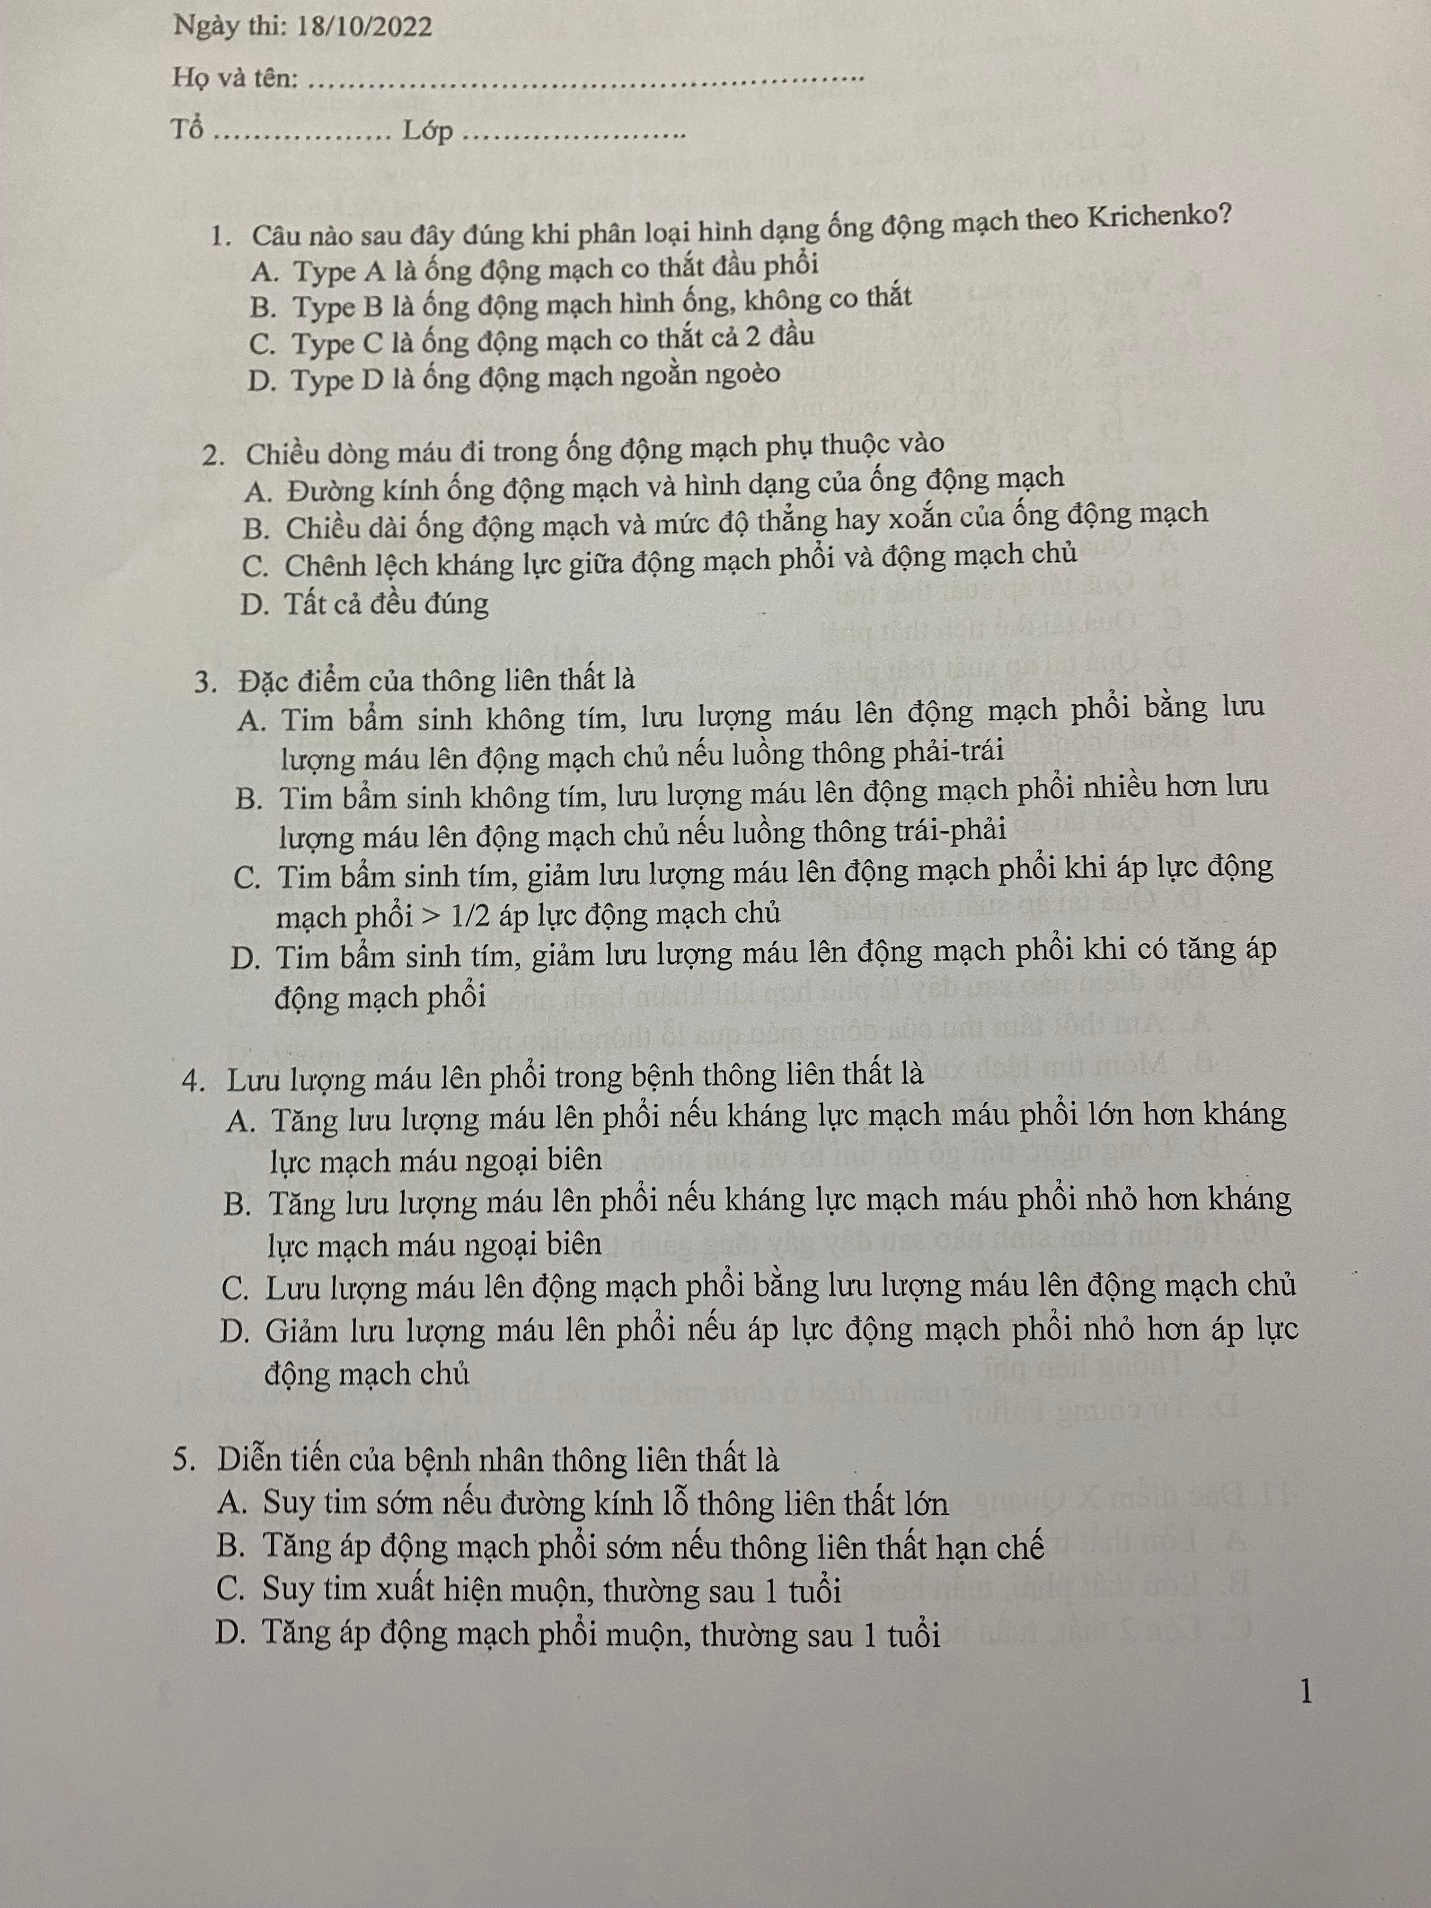 Ngày thi: 18/10/2022
Họ và tên: ....................................................................
Tổ ..................... Lớp ...........................
1. Câu nào sau đây đúng khi phân loại hình dạng ống động mạch theo Krichenko?
A. Type A là ống động mạch co thắt đầu phổi
B. Type B là ống động mạch hình ống, không co thắt
C. Type C là ống động mạch co thắt cả 2 đầu
D. Type D là ống động mạch ngoằn ngoèo
2. Chiều dòng máu đi trong ống động mạch phụ thuộc vào
A. Đường kính ống động mạch và hình dạng của ống động mạch
B. Chiều dài ống động mạch và mức độ thẳng hay xoắn của ống động mạch
C. Chênh lệch kháng lực giữa động mạch phổi và động mạch chủ
D. Tất cả đều đúng
3. Đặc điểm của thông liên thất là
A. Tim bẩm sinh không tím, lưu lượng máu lên động mạch phổi bằng lưu
lượng máu lên động mạch chủ nếu luồng thông phải-trái
B. Tim bẩm sinh không tím, lưu lượng máu lên động mạch phổi nhiều hơn lưu
lượng máu lên động mạch chủ nếu luồng thông trái-phải
C. Tim bẩm sinh tím, giảm lưu lượng máu lên động mạch phổi khi áp lực động
mạch phổi > 1/2 áp lực động mạch chủ
D. Tim bẩm sinh tím, giảm lưu lượng máu lên động mạch phổi khi có tăng áp
động mạch phổi
4. Lưu lượng máu lên phổi trong bệnh thông liên thất là
A. Tăng lưu lượng máu lên phổi nếu kháng lực mạch máu phổi lớn hơn kháng
lực mạch máu ngoại biên
B. Tăng lưu lượng máu lên phổi nếu kháng lực mạch máu phổi nhỏ hơn kháng
lực mạch máu ngoại biên
C. Lưu lượng máu lên động mạch phổi bằng lưu lượng máu lên động mạch chủ
D. Giảm lưu lượng máu lên phổi nếu áp lực động mạch phổi nhỏ hơn áp lực
động mạch chủ
5. Diễn tiến của bệnh nhân thông liên thất là
A. Suy tim sớm nếu đường kính lỗ thông liên thất lớn
B. Tăng áp động mạch phổi sớm nếu thông liên thất hạn chế
C. Suy tim xuất hiện muộn, thường sau 1 tuổi
D. Tăng áp động mạch phổi muộn, thường sau 1 tuổi
1